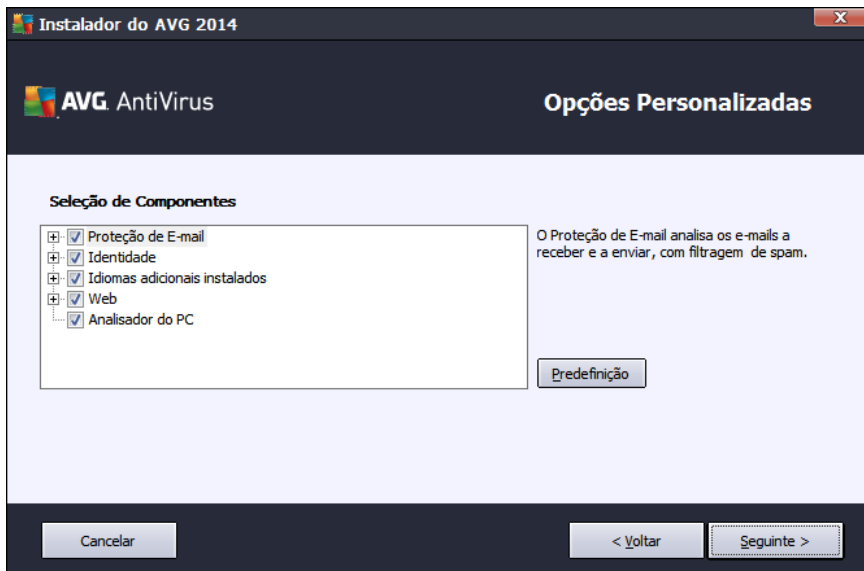 Instalador do AVG 2014
X
AVG. AntiVirus
Opções Personalizadas
Seleção de Componentes
Proteção de E-mail
Identidade
Idiomas adicionais instalados
Web
Analisador do PC
O Proteção de E-mail analisa os e-mails a
receber e a enviar, com filtragem de spam.
Predefinição
Cancelar
< Voltar
Seguinte >